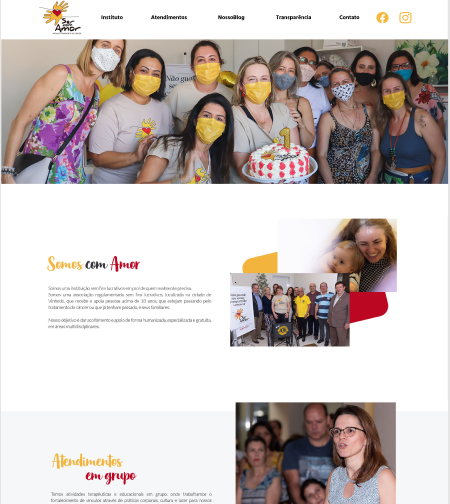 Ser
Amor
Instituto
Atendimentos
NossoBlog
Transparência
Contato
1
Somos com Amor
Somos uma instituição sem fins lucrativos em prol de quem realmente precisa.
Somos uma associação regulamentada sem fins lucrativos, localizada na cidade de
Vinhedo, que recebe e apoia pessoas acima de 18 anos, que estejam passando pelo
tratamento do câncer ou que já tenham passado, e seus familiares.
Nosso objetivo é dar acolhimento e apoio de forma humanizada, especializada e gratuita,
em áreas multidisciplinares.
Atendimentos
em grupo
Temos atividades terapêuticas e educacionais em grupo, onde trabalhamos o
fortalecimento de vínculos através de práticas corporais, cultura e lazer para nossos